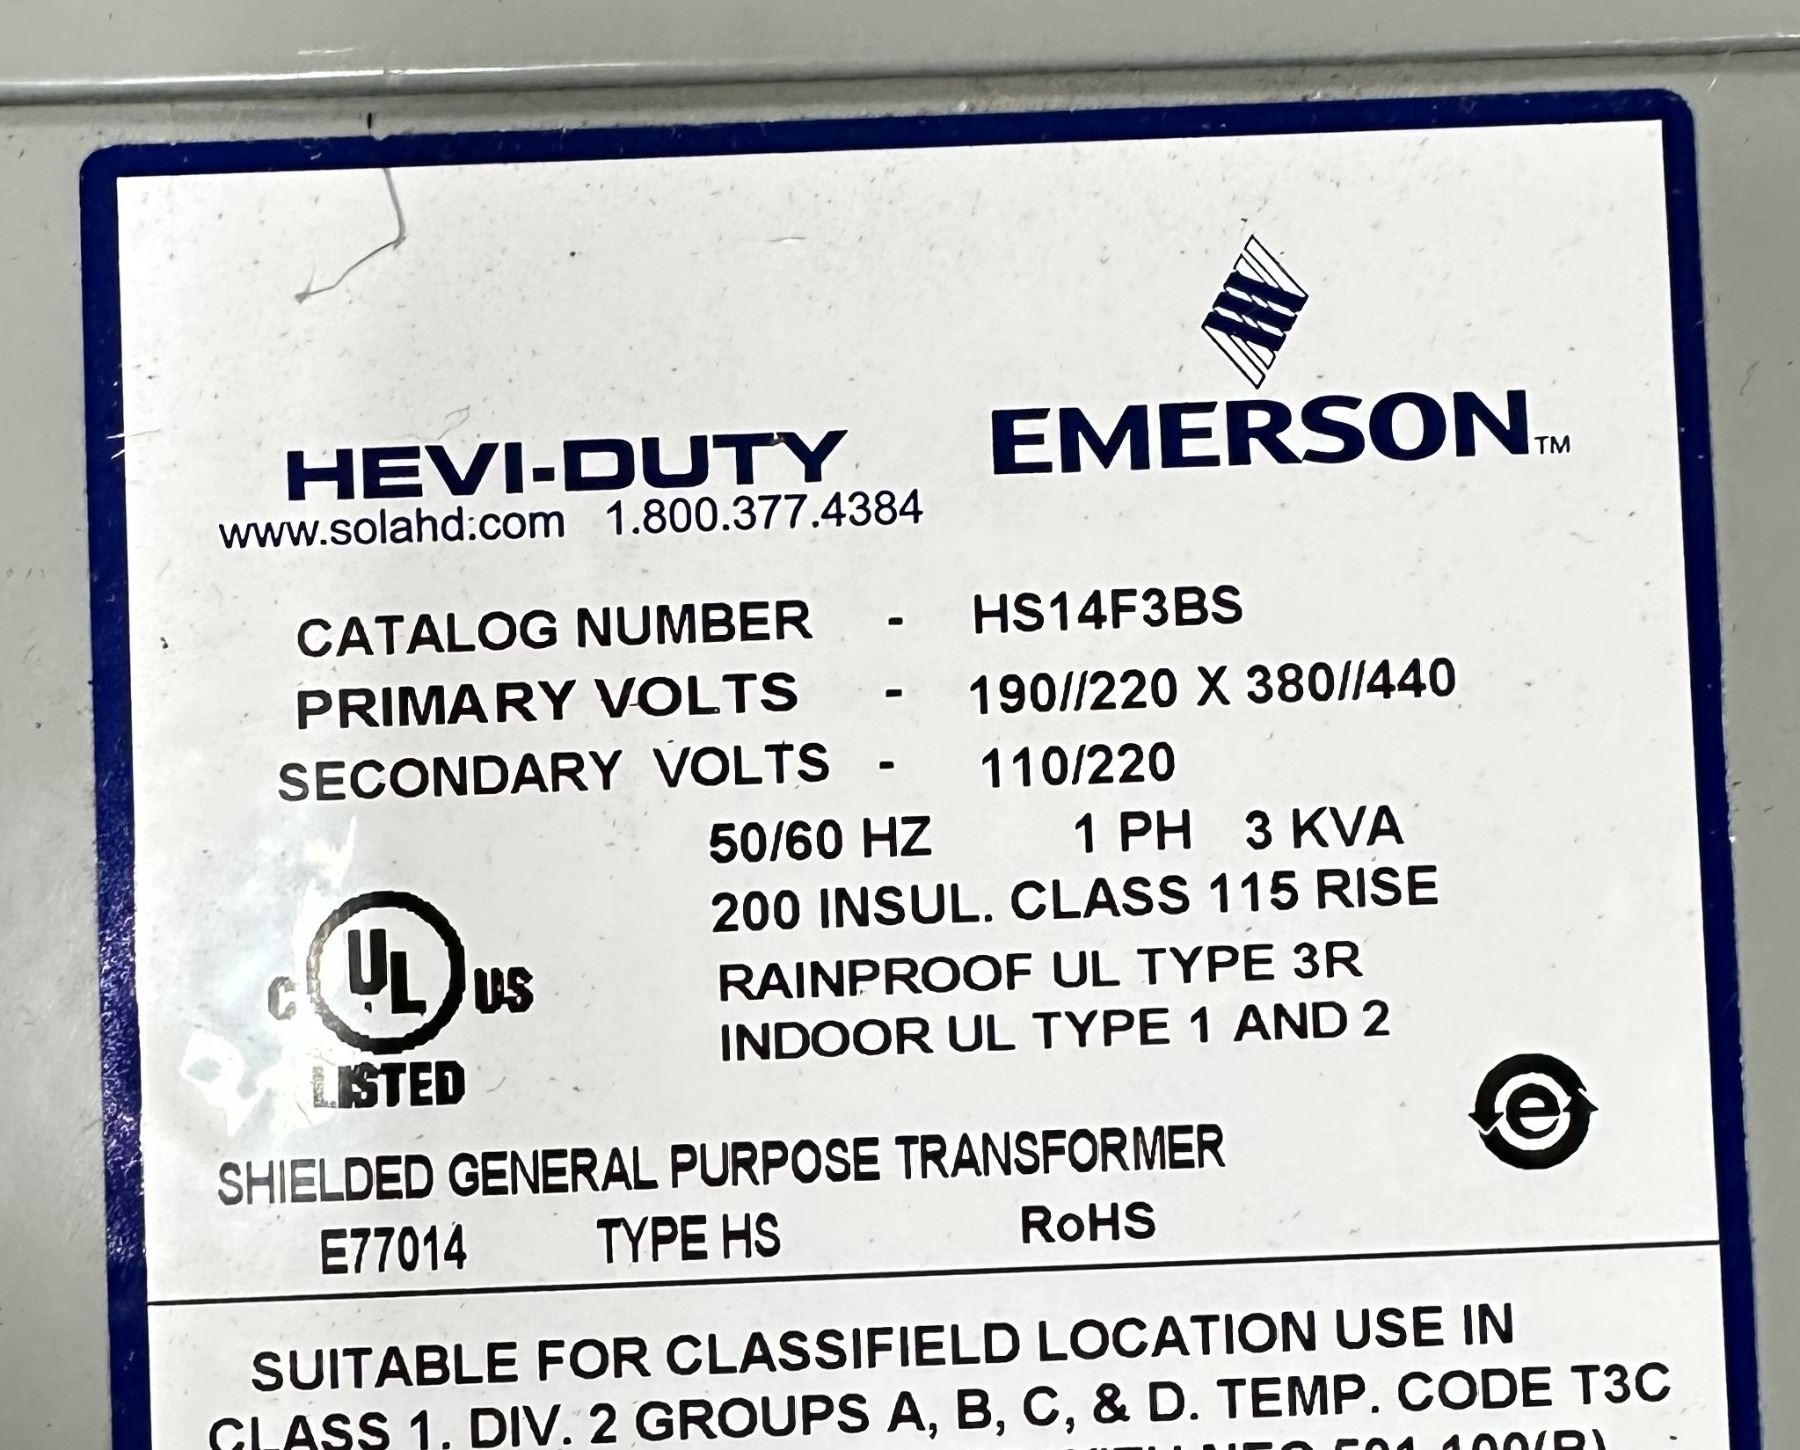 EMERSON™
HEVI-DUTY
www.solahd.com 1.800.377.4384
CATALOG NUMBER - HS14F3BS
PRIMARY VOLTS - 190//220 X 380//440
SECONDARY VOLTS - 110/220
50/60 HZ 1 PH 3 KVA
200 INSUL. CLASS 115 RISE
RAINPROOF UL TYPE 3R
INDOOR UL TYPE 1 AND 2
C UL US
LISTED
e
SHIELDED GENERAL PURPOSE TRANSFORMER
E77014 TYPE HS RoHS
SUITABLE FOR CLASSIFIELD LOCATION USE IN
CLASS 1, DIV. 2 GROUPS A, B, C, & D. TEMP. CODE T3C
NEC 501.100(B)